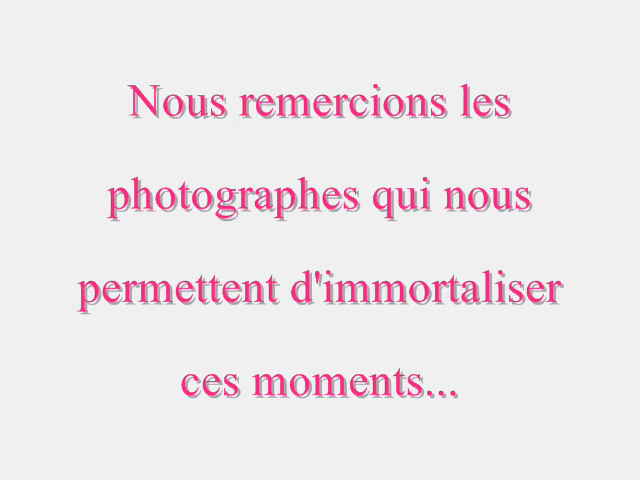 Nous remercions les
photographes qui nous
permettent d'immortaliser
ces moments...